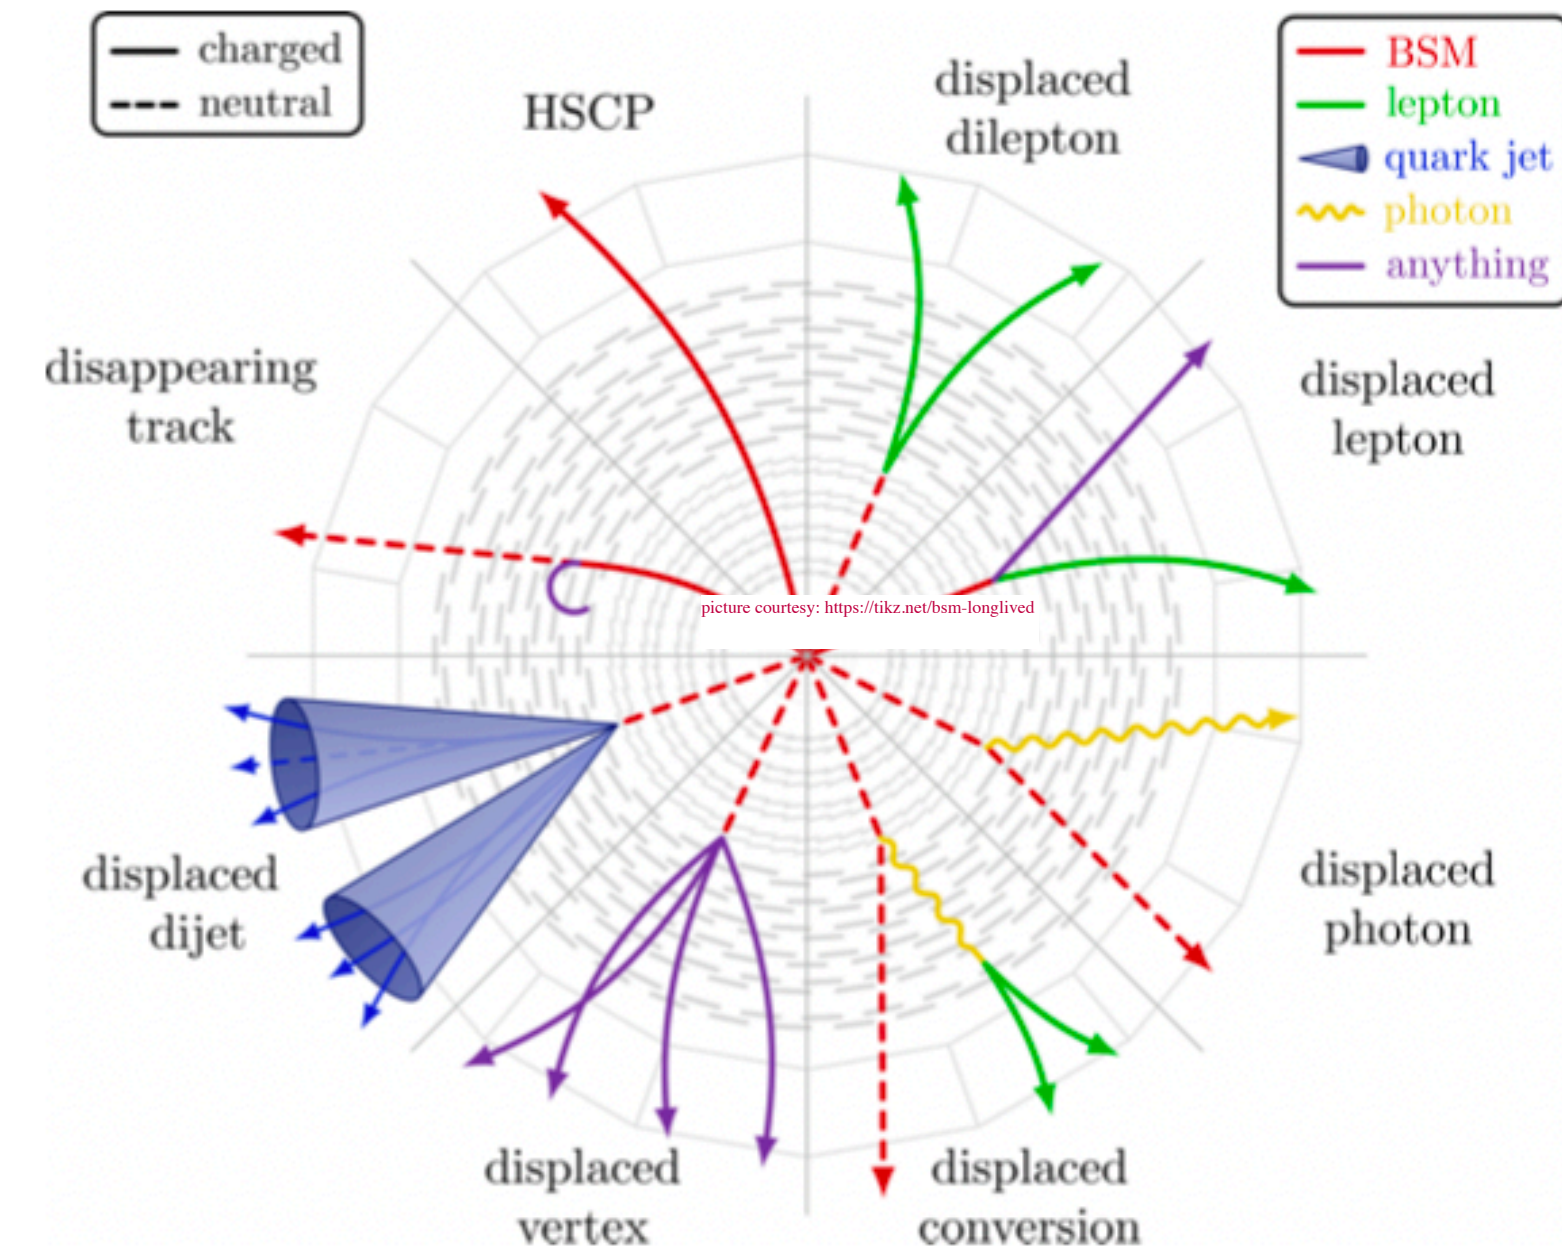 charged
neutral
HSCP
displaced
dilepton
BSM
lepton
quark jet
photon
anything
disappearing
track
displaced
lepton
picture courtesy: https://tikz.net/bsm-longlived
displaced
dijet
displaced
photon
displaced
vertex
displaced
conversion